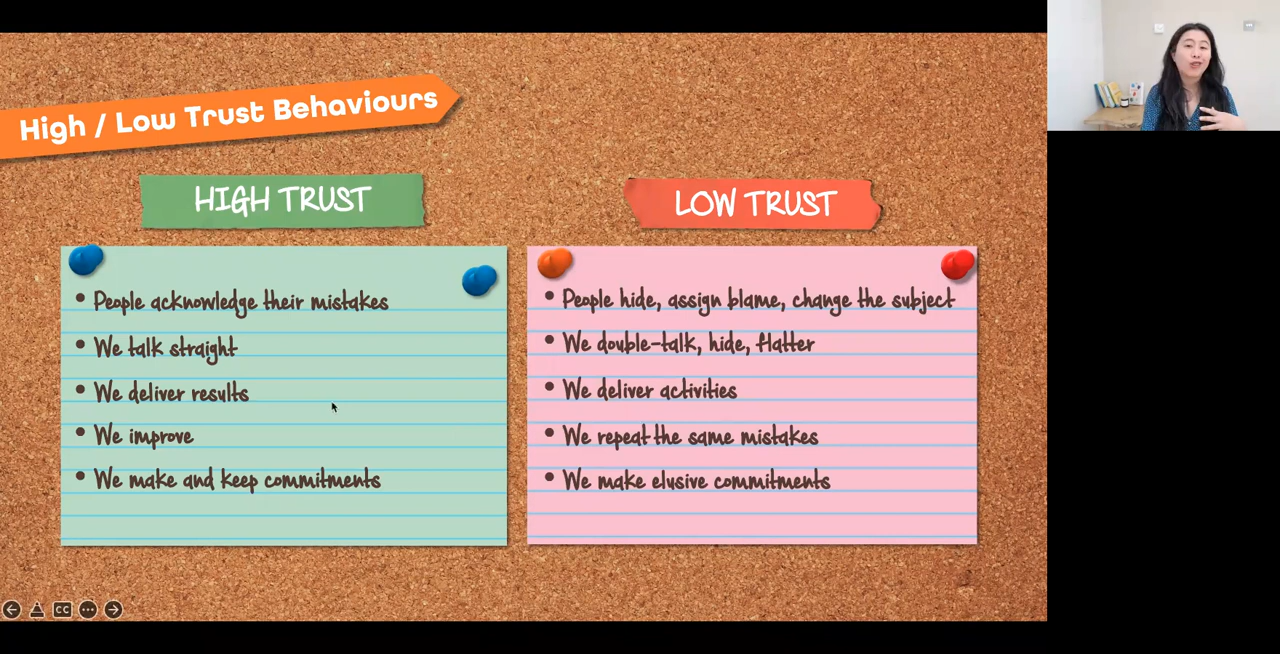 High / Low Trust Behaviours
HIGH TRUST
• People acknowledge their mistakes
• We talk straight
• We deliver results
• We improve
• We make and keep commitments
LOW TRUST
• People hide, assign blame, change the subject
• We double-talk, hide, flatter
• We deliver activities
• We repeat the same mistakes
• We make elusive commitments
CC